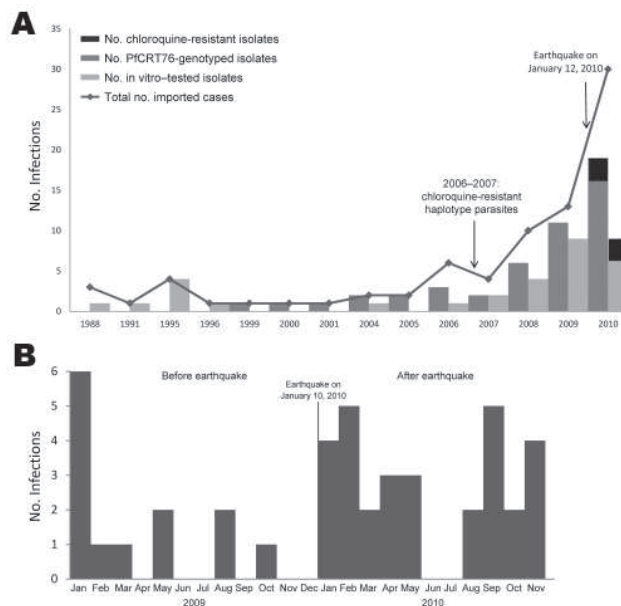 A
No. chloroquine-resistant isolates
No. PfCRT76-genotyped isolates
No. in vitro–tested isolates
Total no. imported cases
Earthquake on
January 12, 2010
2006–2007:
chloroquine-resistant
haplotype parasites
No. Infections
35
30
25
20
15
10
5
0
1988 1991 1995 1996 1999 2000 2001 2004 2005 2006 2007 2008 2009 2010
B
Before earthquake
Earthquake on
January 10, 2010
After earthquake
No. Infections
6
5
4
3
2
1
0
Jan Feb Mar Apr May Jun Jul Aug Sep Oct Nov Dec Jan Feb Mar Apr May Jun Jul Aug Sep Oct Nov
2009 2010